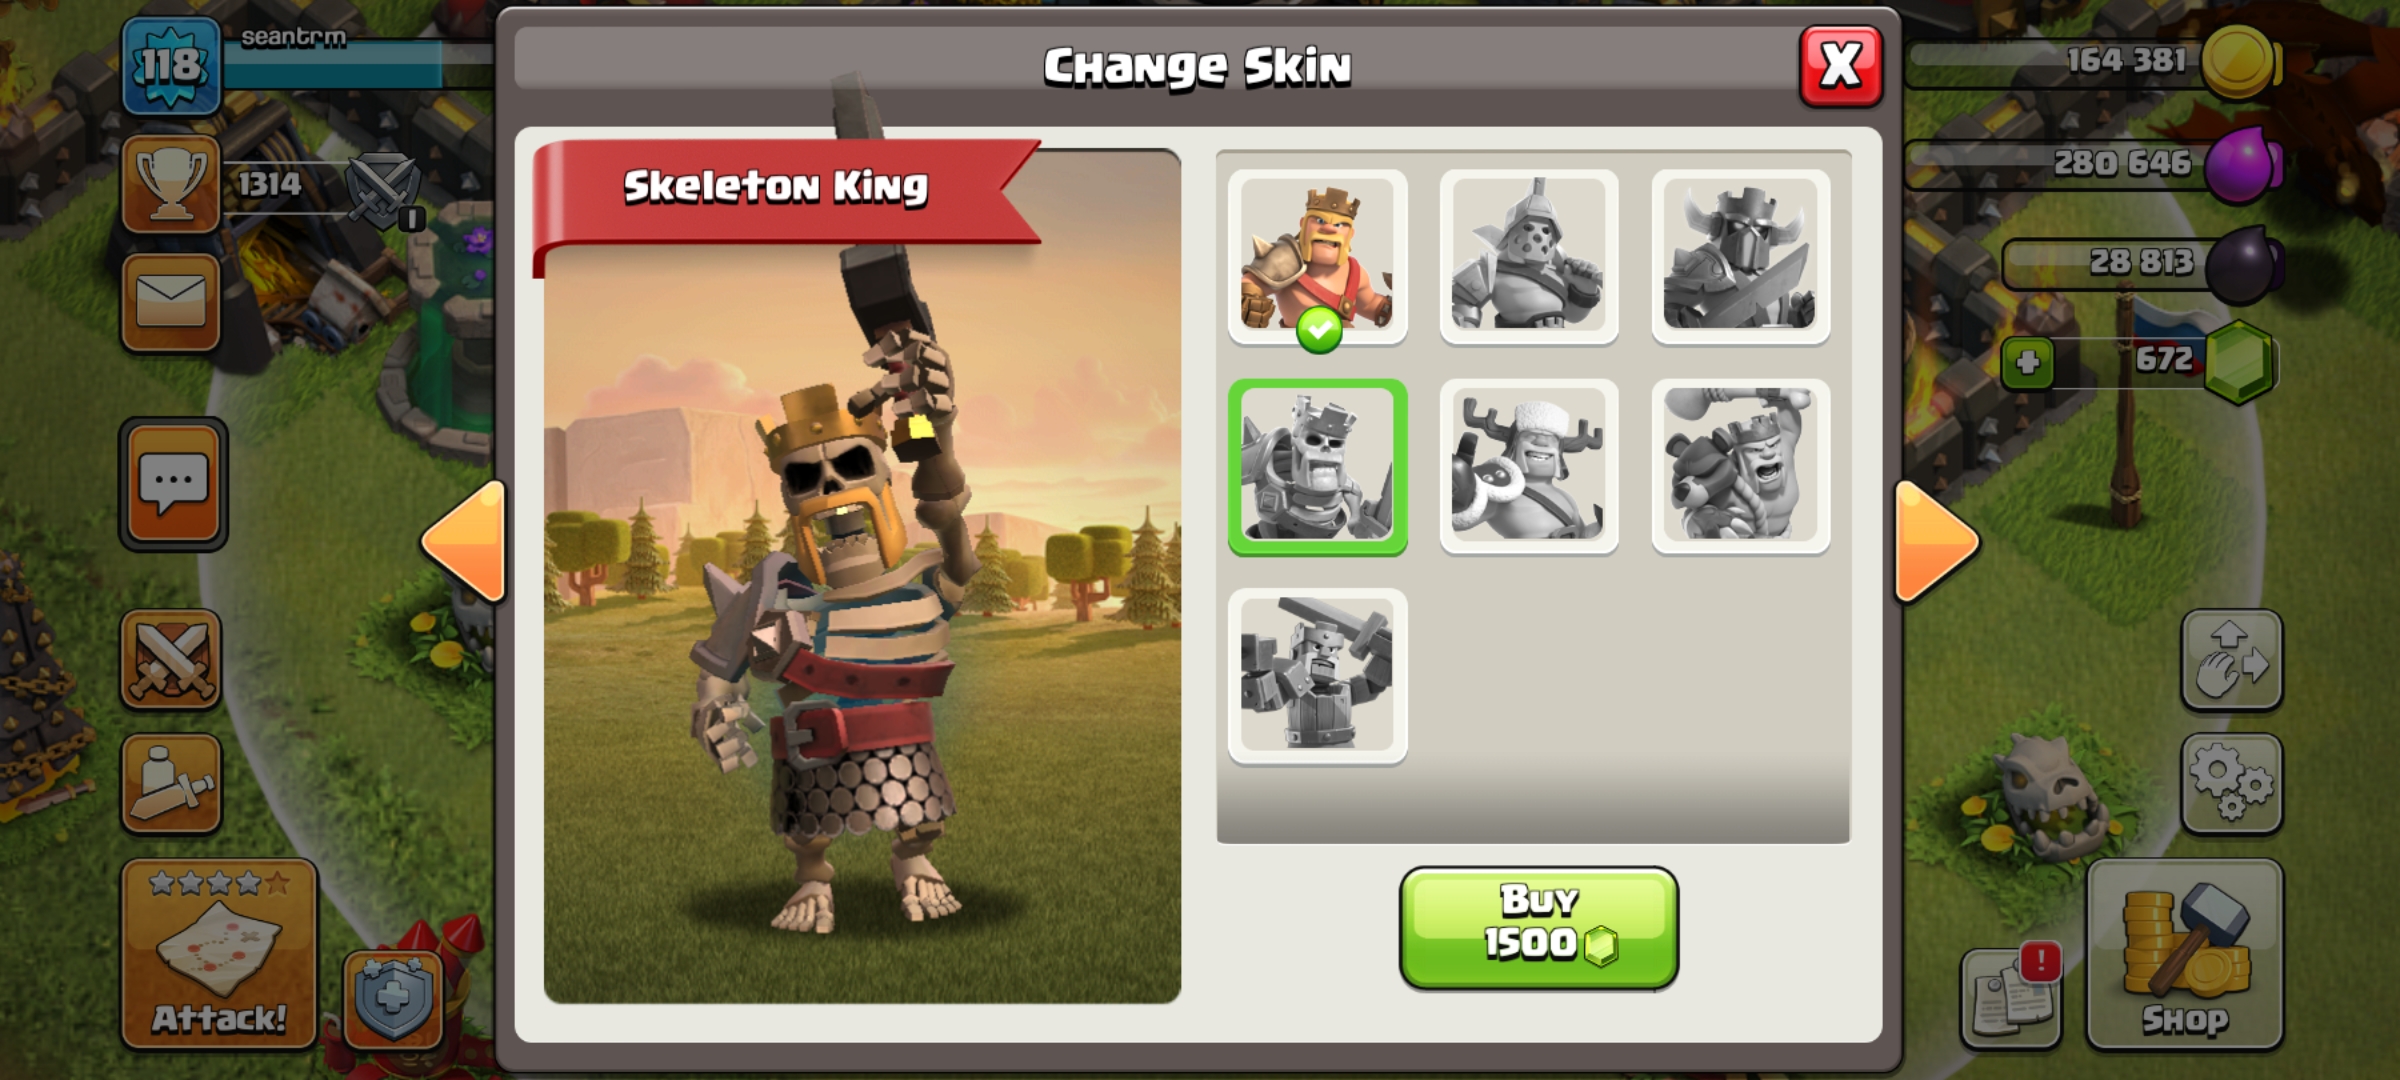 118
seantrm
Change Skin
X
164 381
1314
I
Skeleton King
280 646
28 813
672
Buy
1500
Attack!
!
Shop